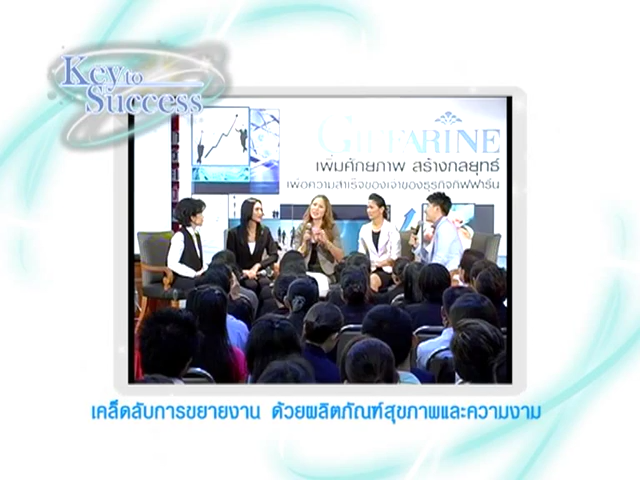 Key to
Success
GIFFARINE
เพิ่มศักยภาพ สร้างกลยุทธ์
เพื่อความสำเร็จของเจ้าของธุรกิจกิฟฟารีน
เคล็ดลับการขยายงาน ด้วยผลิตภัณฑ์สุขภาพและความงาม